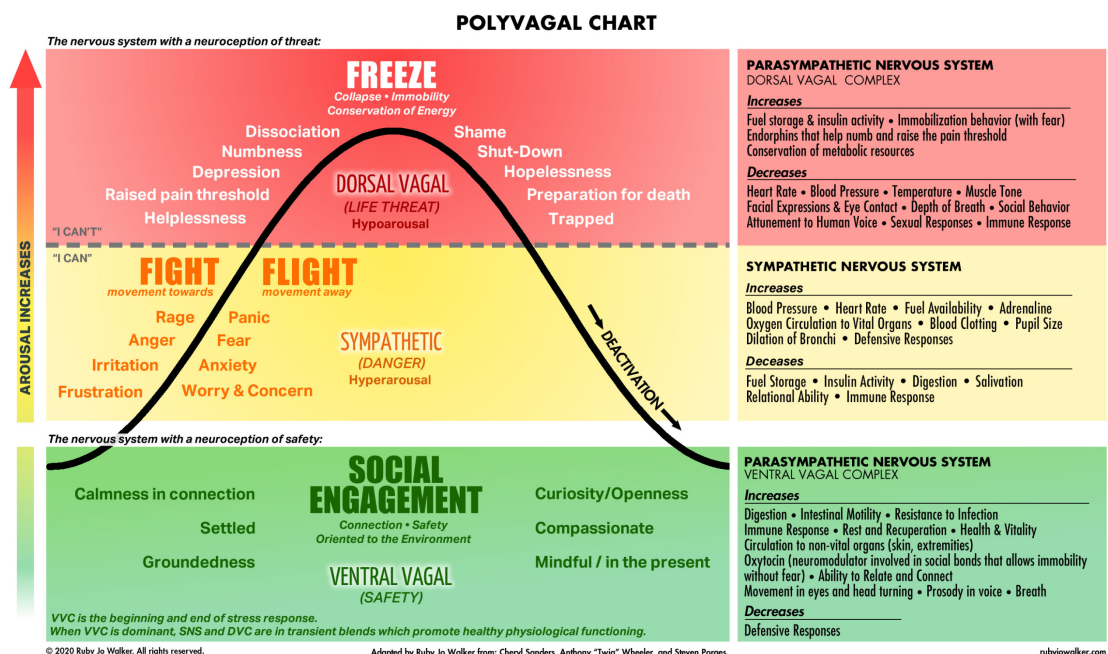 POLYVAGAL CHART
The nervous system with a neuroception of threat:
FREEZE
Collapse • Immobility
Conservation of Energy
Dissociation
Numbness
Depression
Raised pain threshold
Helplessness
Shame
Shut-Down
Hopelessness
Preparation for death
Trapped
DORSAL VAGAL
(LIFE THREAT)
Hypoarousal
"I CAN'T"
"I CAN"
AROUSAL INCREASES
FIGHT
movement towards
FLIGHT
movement away
Rage
Anger
Irritation
Frustration
Panic
Fear
Anxiety
Worry & Concern
SYMPATHETIC
(DANGER)
Hyperarousal
DEACTIVATION
The nervous system with a neuroception of safety:
SOCIAL
ENGAGEMENT
Connection • Safety
Oriented to the Environment
Calmness in connection
Settled
Groundedness
Curiosity/Openness
Compassionate
Mindful / in the present
VENTRAL VAGAL
(SAFETY)
VVC is the beginning and end of stress response.
When VVC is dominant, SNS and DVC are in transient blends which promote healthy physiological functioning.
PARASYMPATHETIC NERVOUS SYSTEM
DORSAL VAGAL COMPLEX
Increases
Fuel storage & insulin activity • Immobilization behavior (with fear)
Endorphins that help numb and raise the pain threshold
Conservation of metabolic resources
Decreases
Heart Rate • Blood Pressure • Temperature • Muscle Tone
Facial Expressions & Eye Contact • Depth of Breath • Social Behavior
Attunement to Human Voice • Sexual Responses • Immune Response
SYMPATHETIC NERVOUS SYSTEM
Increases
Blood Pressure • Heart Rate • Fuel Availability • Adrenaline
Oxygen Circulation to Vital Organs • Blood Clotting • Pupil Size
Dilation of Bronchi • Defensive Responses
Deceases
Fuel Storage • Insulin Activity • Digestion • Salivation
Relational Ability • Immune Response
PARASYMPATHETIC NERVOUS SYSTEM
VENTRAL VAGAL COMPLEX
Increases
Digestion • Intestinal Motility • Resistance to Infection
Immune Response • Rest and Recuperation • Health & Vitality
Circulation to non-vital organs (skin, extremities)
Oxytocin (neuromodulator involved in social bonds that allows immobility
without fear) • Ability to Relate and Connect
Movement in eyes and head turning • Prosody in voice • Breath
Decreases
Defensive Responses
© 2020 Ruby Jo Walker. All rights reserved.
Adapted by Ruby Jo Walker from: Cheryl Sanders, Anthony "Twig" Wheeler, and Steven Porges.
rubyjowalker.com